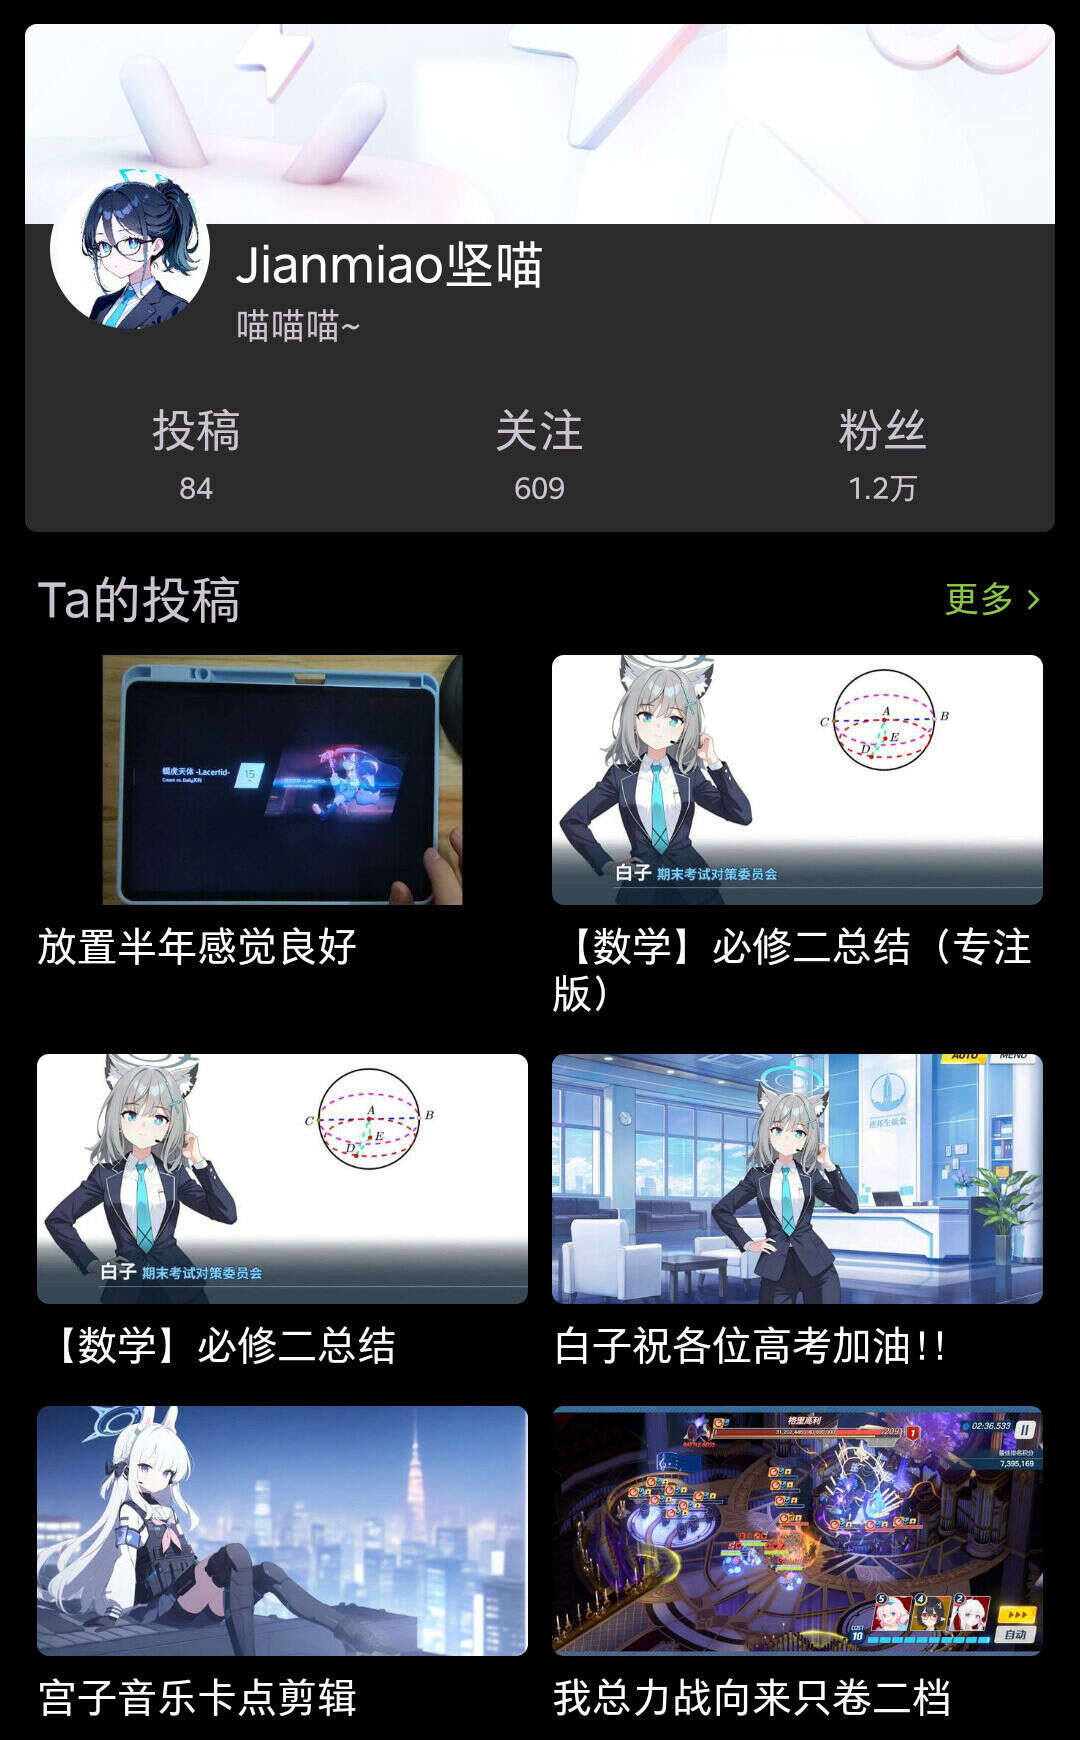 Jianmiao坚喵
喵喵喵~
投稿
关注
粉丝
84
609
1.2万
Ta的投稿
更多 >
蝎虎天体 -Lacertid-
15
A
B
C
D
E
白子 期末考试对策委员会
放置半年感觉良好
【数学】必修二总结（专注
版）
A
B
C
D
E
白子 期末考试对策委员会
AUTO
MENU
【数学】必修二总结
白子祝各位高考加油!!
格里高利
02:36.533
7,395,169
5
4
2
COST
10
自动
宫子音乐卡点剪辑
我总力战向来只卷二档